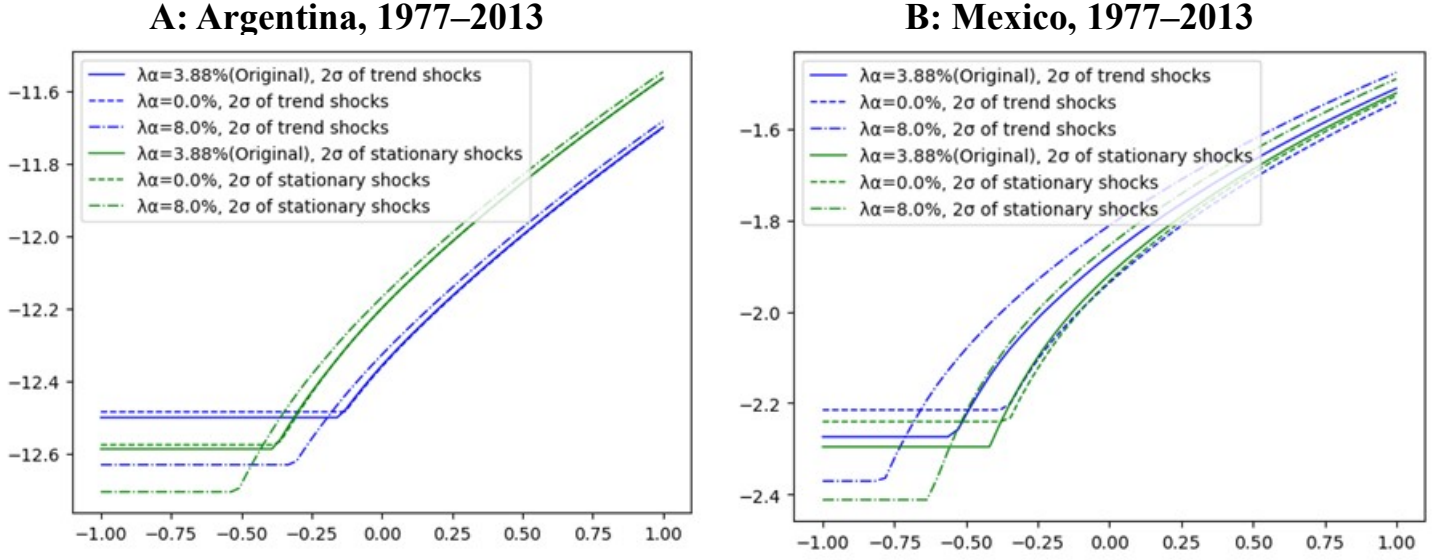 A: Argentina, 1977–2013
λα=3.88%(Original), 2σ of trend shocks
λα=0.0%, 2σ of trend shocks
λα=8.0%, 2σ of trend shocks
λα=3.88%(Original), 2σ of stationary shocks
λα=0.0%, 2σ of stationary shocks
λα=8.0%, 2σ of stationary shocks
−11.6
−11.8
−12.0
−12.2
−12.4
−12.6
−1.00 −0.75 −0.50 −0.25 0.00 0.25 0.50 0.75 1.00
B: Mexico, 1977–2013
λα=3.88%(Original), 2σ of trend shocks
λα=0.0%, 2σ of trend shocks
λα=8.0%, 2σ of trend shocks
λα=3.88%(Original), 2σ of stationary shocks
λα=0.0%, 2σ of stationary shocks
λα=8.0%, 2σ of stationary shocks
−1.6
−1.8
−2.0
−2.2
−2.4
−1.00 −0.75 −0.50 −0.25 0.00 0.25 0.50 0.75 1.00